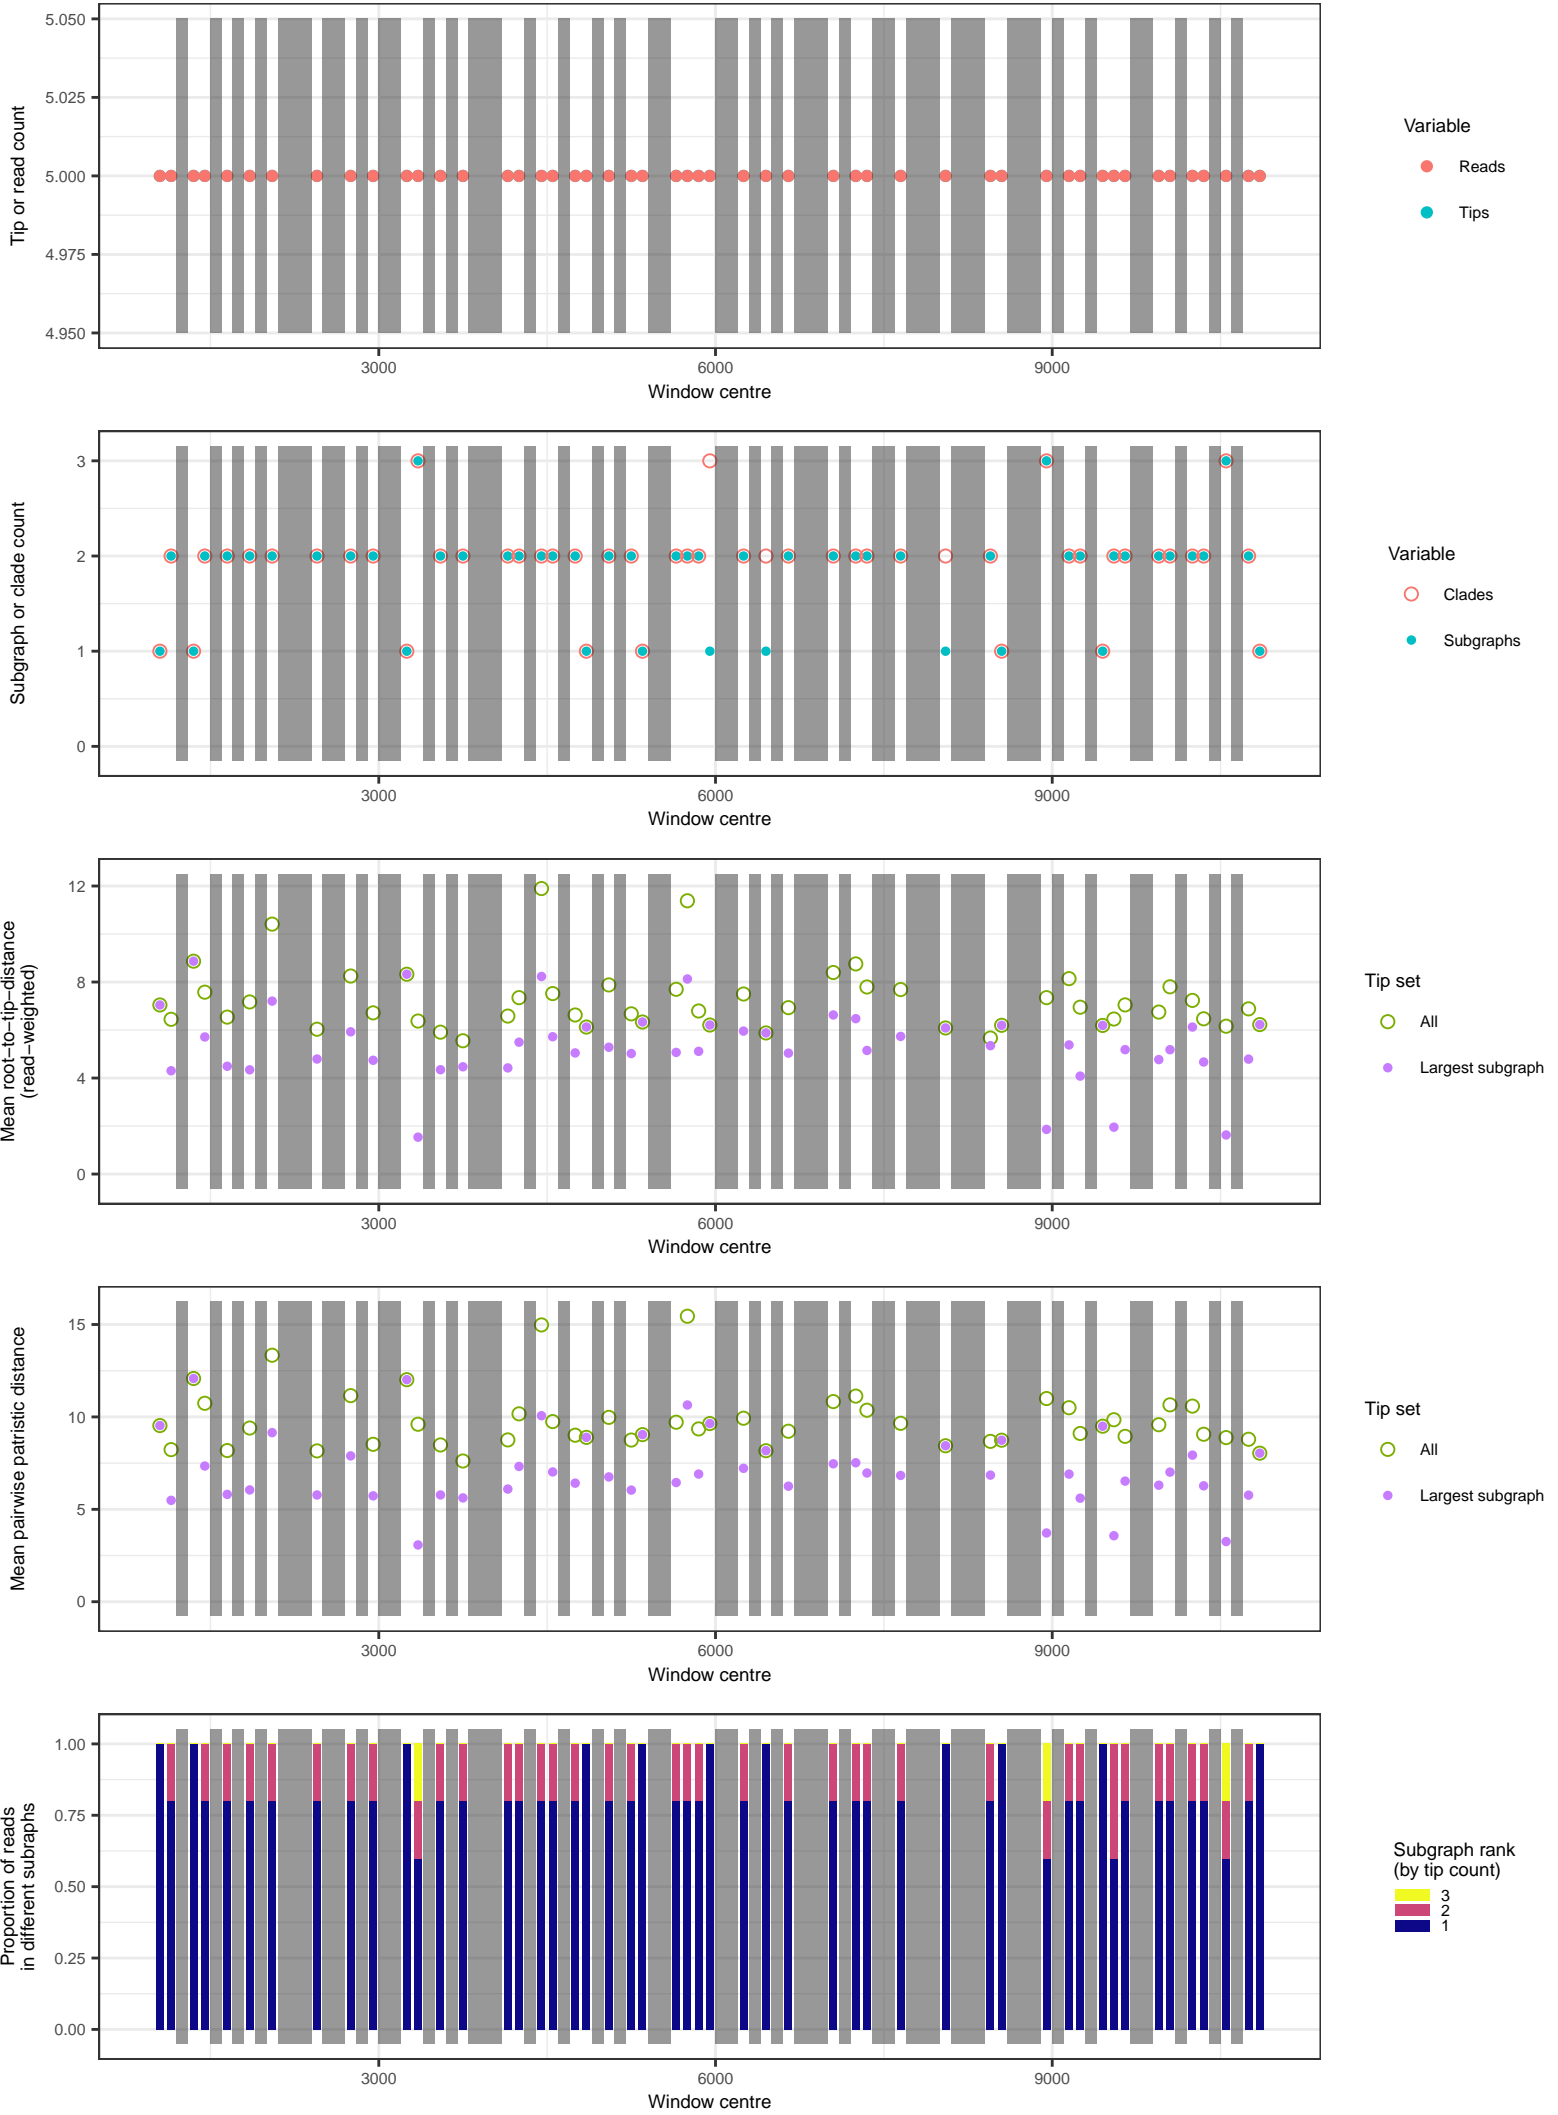 5.050
5.025
5.000
4.975
4.950
Tip or read count
3000
6000
9000
Window centre
Variable
Reads
Tips
3
2
1
0
Subgraph or clade count
3000
6000
9000
Window centre
Variable
Clades
Subgraphs
12
8
4
0
Mean root−to−tip−distance
(read−weighted)
3000
6000
9000
Window centre
Tip set
All
Largest subgraph
15
10
5
0
Mean pairwise patristic distance
3000
6000
9000
Window centre
Tip set
All
Largest subgraph
1.00
0.75
0.50
0.25
0.00
Proportion of reads
in different subraphs
3000
6000
9000
Window centre
Subgraph rank
(by tip count)
3
2
1